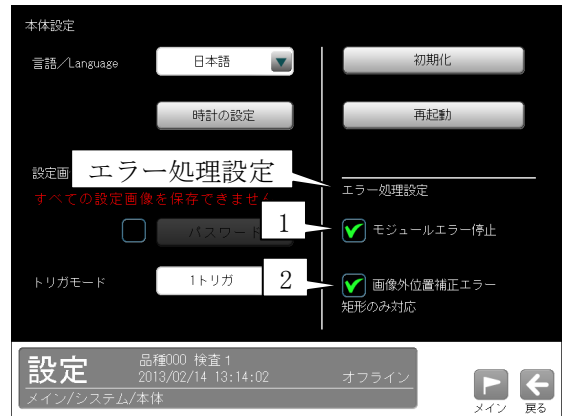 本体設定
言語／Language
日本語
初期化
時計の設定
再起動
設定画
エラー処理設定
すべての設定画像を保存できません
エラー処理設定
パスワード
1
モジュールエラー停止
トリガモード
1トリガ
2
画像外位置補正エラー
矩形のみ対応
設定
品種000 検査1
2013/02/14 13:14:02
オフライン
メイン/システム/本体
メイン
戻る